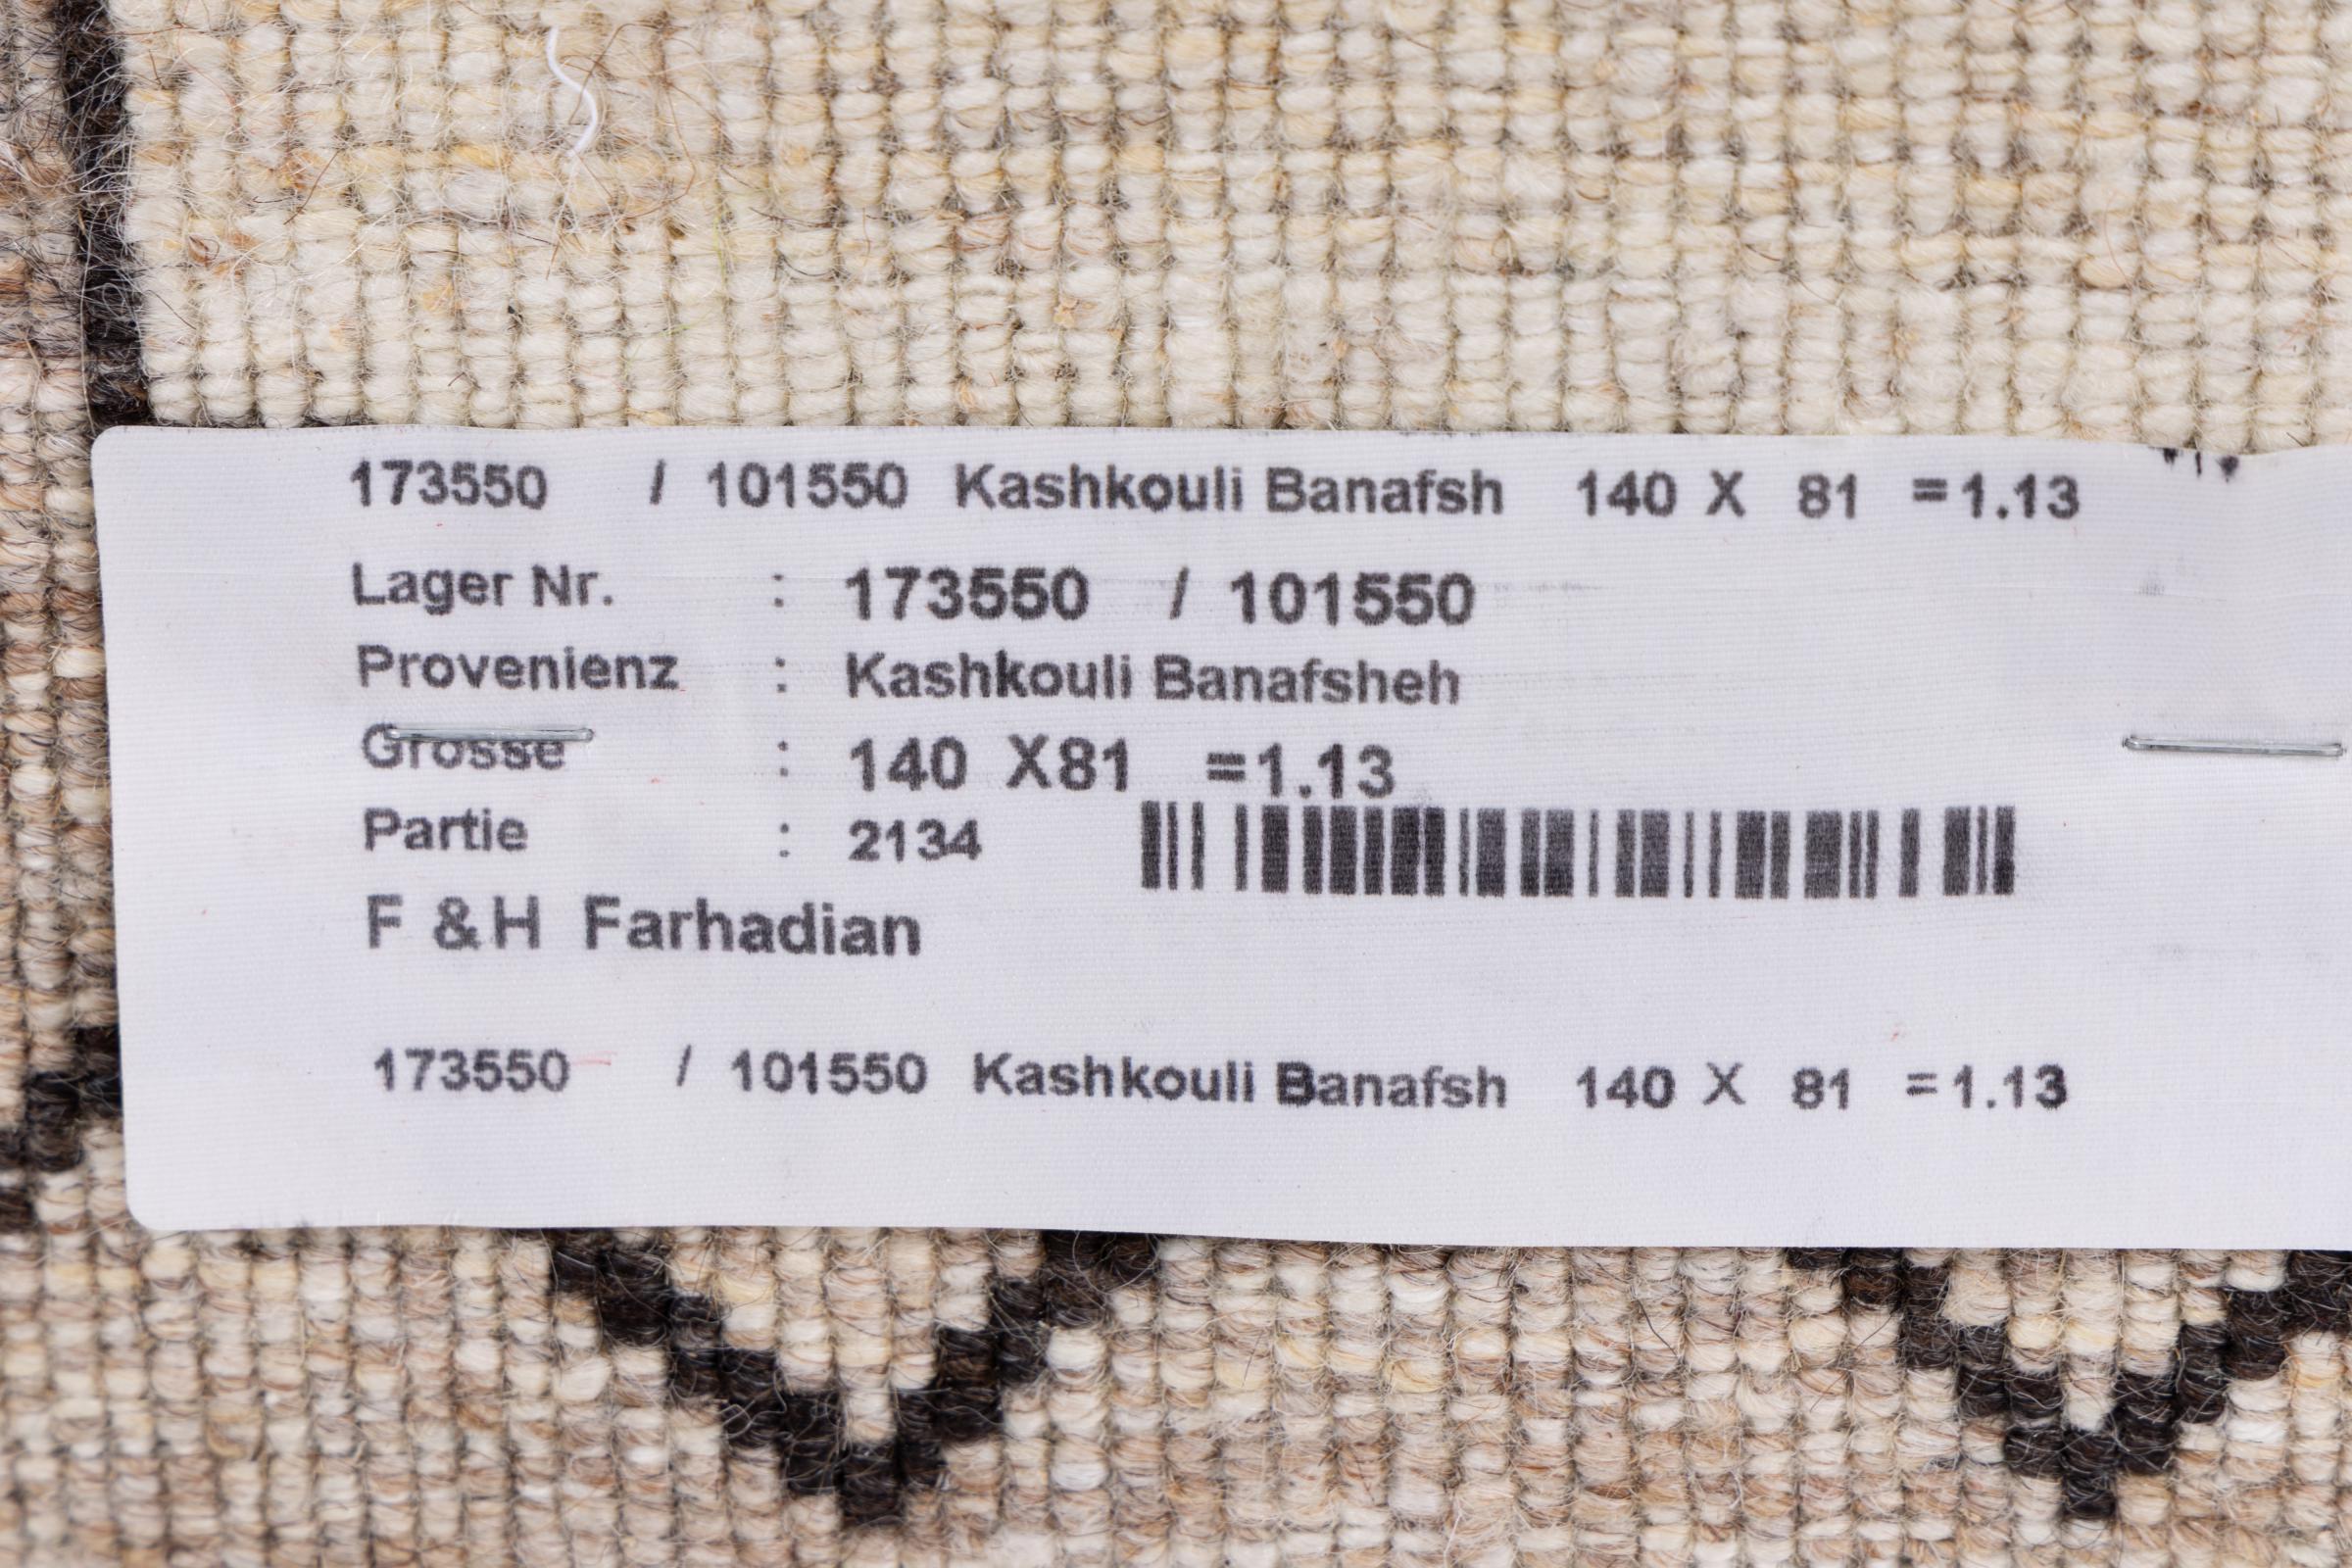 173550 / 101550 Kashkouli Banafsh 140 X 81 =1.13
Lager Nr. : 173550 / 101550
Provenienz : Kashkouli Banafsheh
Grosse : 140 X81 =1.13
Partie : 2134
F &H Farhadian
173550 / 101550 Kashkouli Banafsh 140 X 81 =1.13